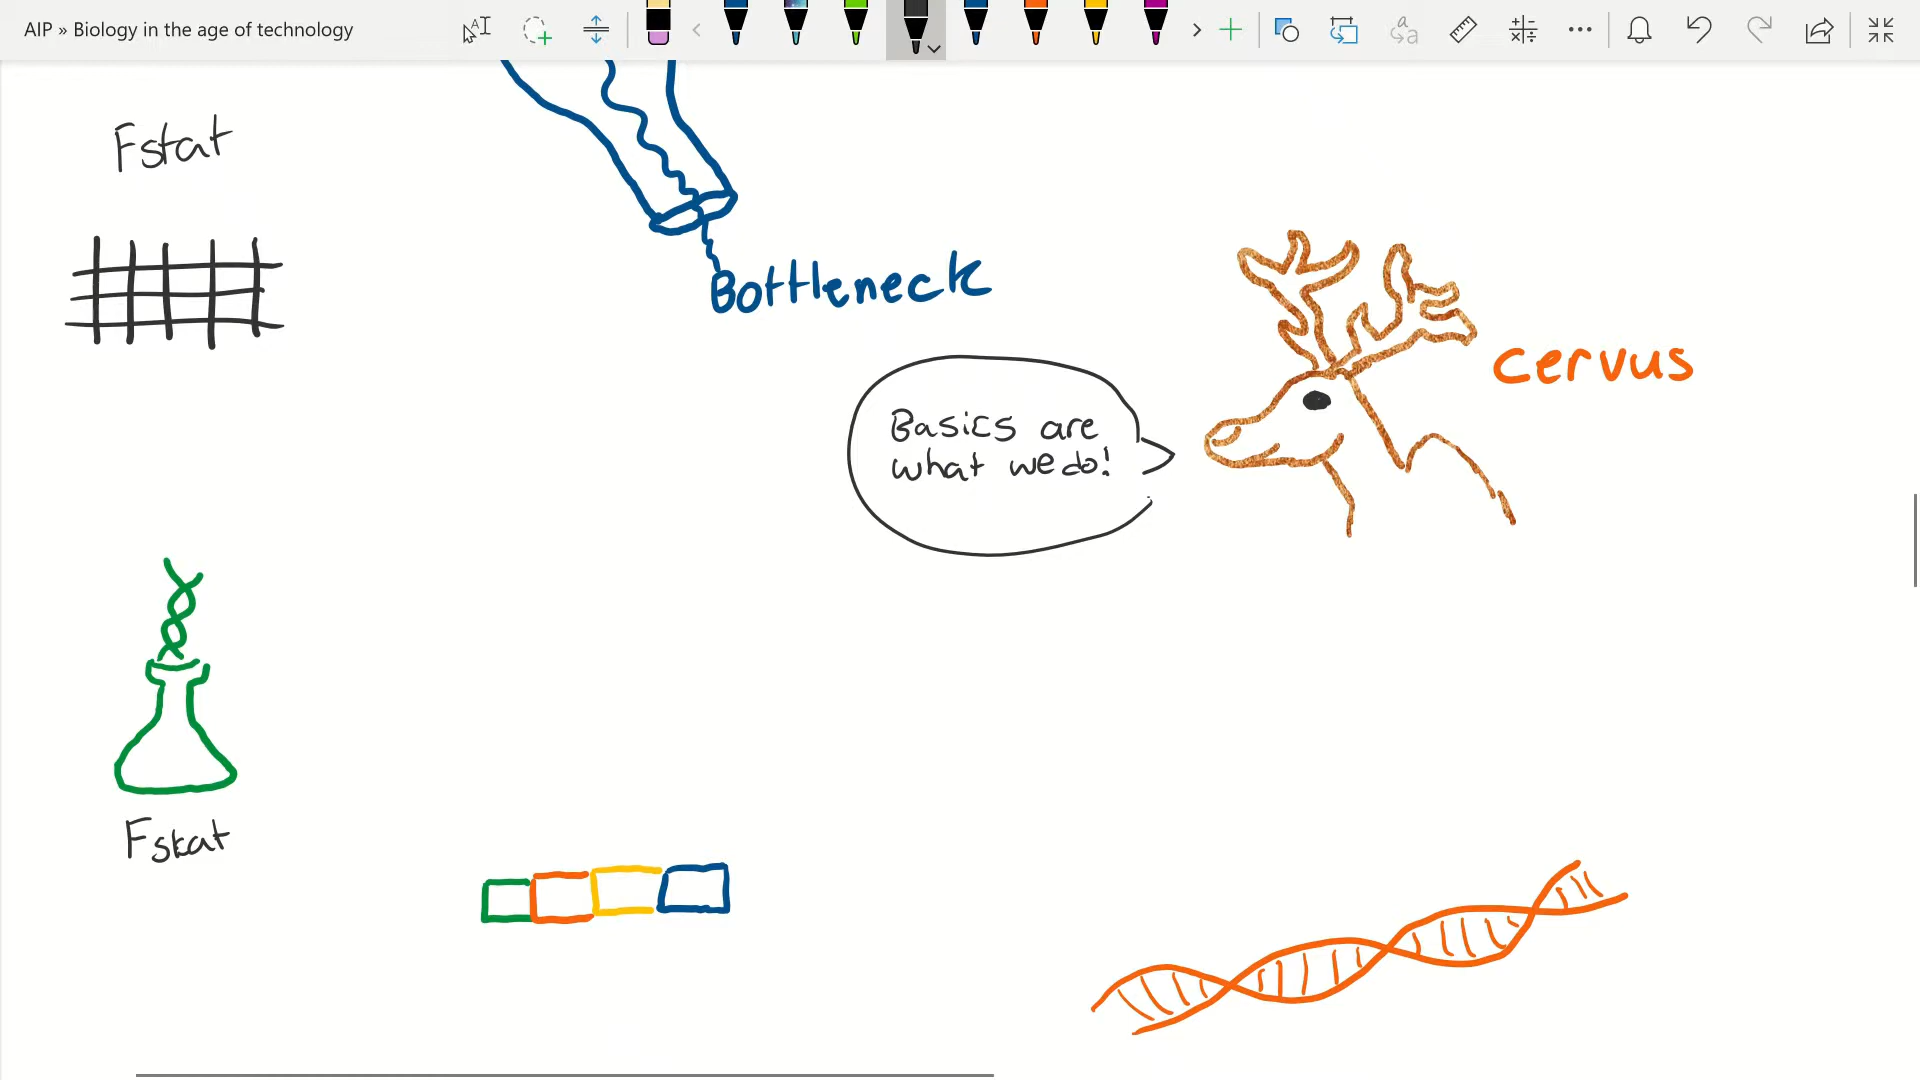 AIP » Biology in the age of technology
Fstat
Bottleneck
cervus
Basics are
what we do!
Fstat